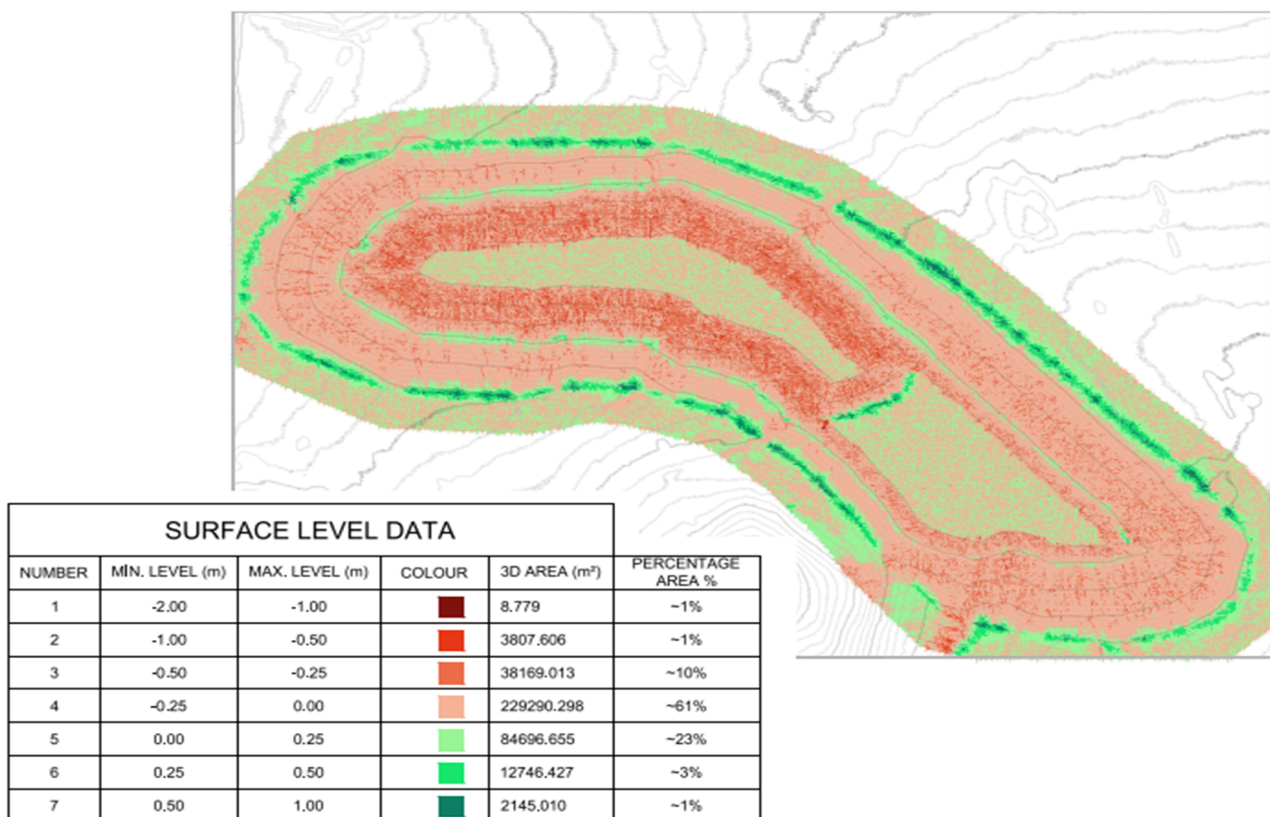 SURFACE LEVEL DATA
NUMBER MİN. LEVEL (m) MAX. LEVEL (m) COLOUR 3D AREA (m²) PERCENTAGE AREA %
1 -2.00 -1.00 8.779 ~1%
2 -1.00 -0.50 3807.606 ~1%
3 -0.50 -0.25 38169.013 ~10%
4 -0.25 0.00 229290.298 ~61%
5 0.00 0.25 84696.655 ~23%
6 0.25 0.50 12746.427 ~3%
7 0.50 1.00 2145.010 ~1%